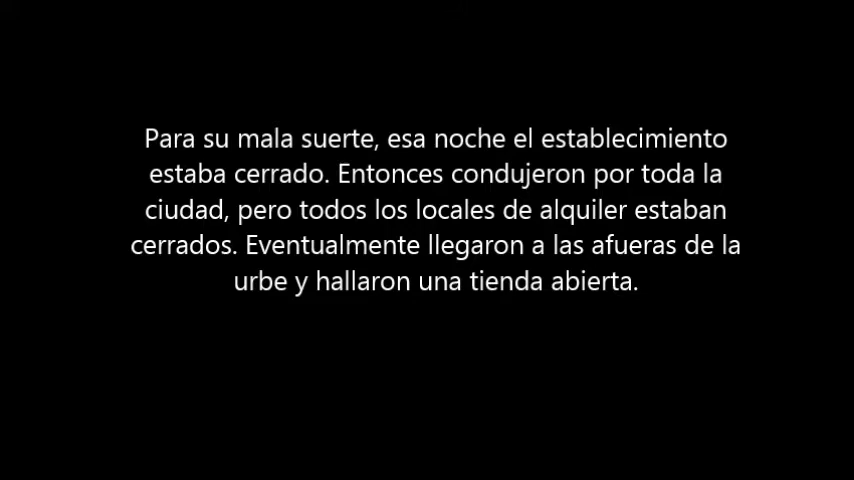 Para su mala suerte, esa noche el establecimiento
estaba cerrado. Entonces condujeron por toda la
ciudad, pero todos los locales de alquiler estaban
cerrados. Eventualmente llegaron a las afueras de la
urbe y hallaron una tienda abierta.